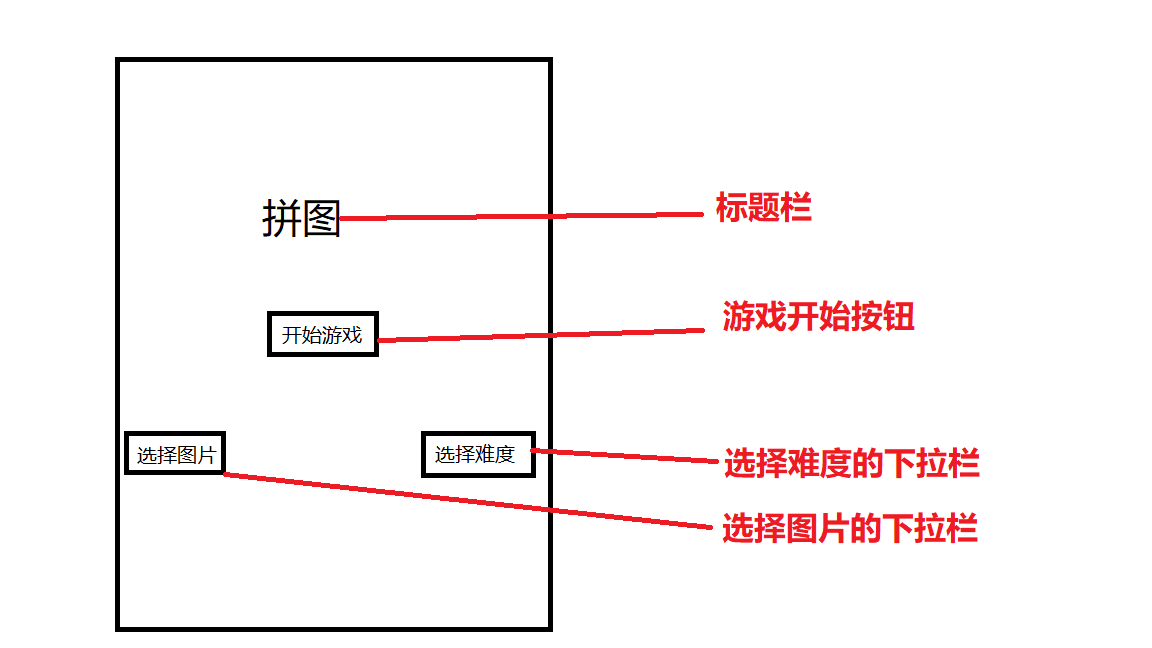 拼图
标题栏
开始游戏
游戏开始按钮
选择图片
选择难度
选择难度的下拉栏
选择图片的下拉栏